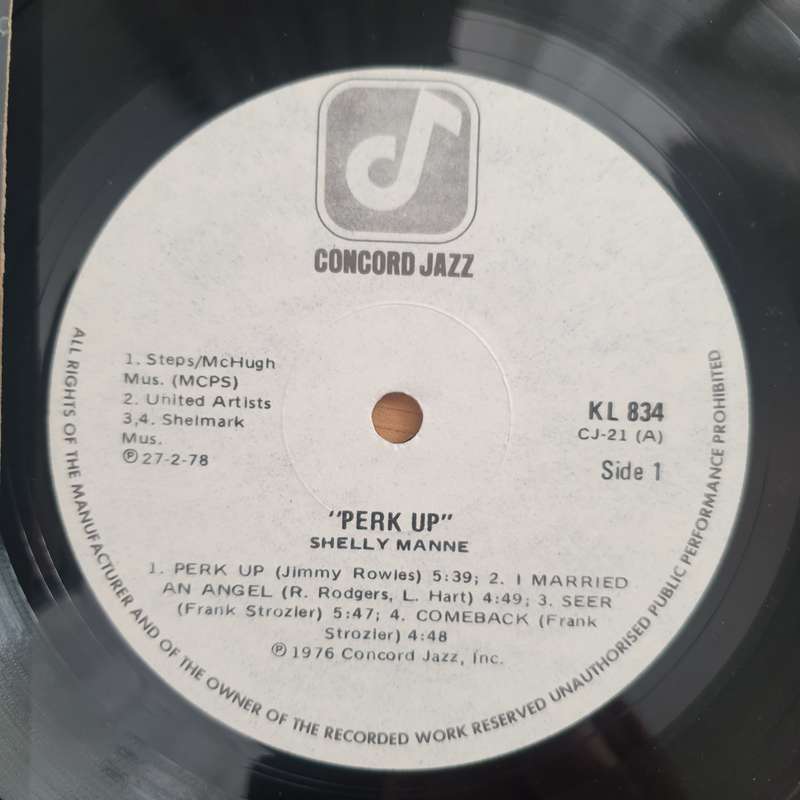 CONCORD JAZZ
1. Steps/McHugh
Mus. (MCPS)
2. United Artists
3,4. Shelmark
Mus.
℗ 27-2-78
KL 834
CJ-21 (A)
Side 1
"PERK UP"
SHELLY MANNE
1. PERK UP (Jimmy Rowles) 5:39; 2. I MARRIED
AN ANGEL (R. Rodgers, L. Hart) 4:49; 3. SEER
(Frank Strozler) 5:47; 4. COMEBACK (Frank
Strozler) 4:48
℗ 1976 Concord Jazz, Inc.
ALL RIGHTS OF THE MANUFACTURER AND OF THE OWNER OF THE RECORDED WORK RESERVED UNAUTHORISED PUBLIC PERFORMANCE PROHIBITED